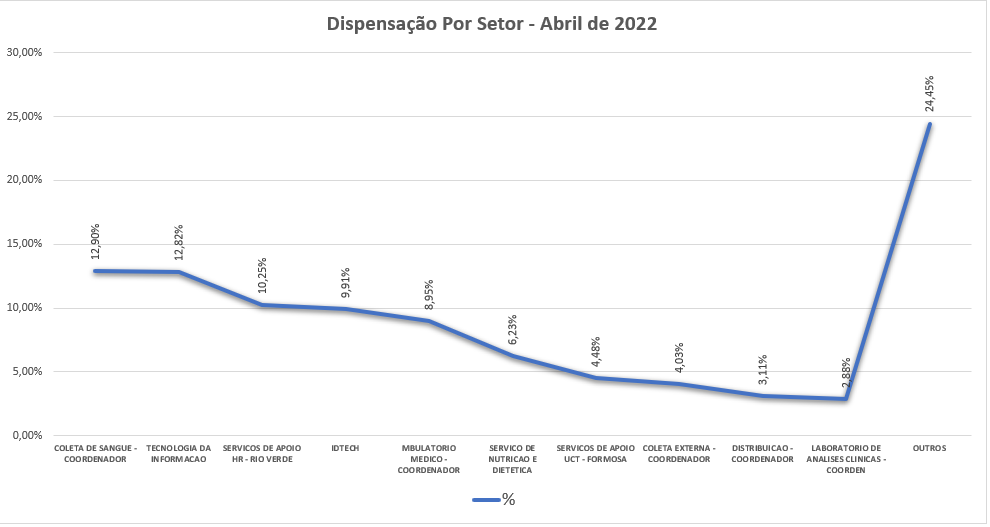 Dispensação Por Setor - Abril de 2022
30,00%
25,00%
20,00%
15,00%
10,00%
5,00%
0,00%
12,90%
12,82%
10,25%
9,91%
8,95%
6,23%
4,48%
4,03%
3,11%
2,88%
24,45%
COLETA DE SANGUE -
COORDENADOR
TECNOLOGIA DA
INFORMACAO
SERVICOS DE APOIO
HR - RIO VERDE
IDTECH
MBULATORIO
MEDICO -
COORDENADOR
SERVICO DE
NUTRICAO E
DIETETICA
SERVICOS DE APOIO
UCT - FORMOSA
COLETA EXTERNA -
COORDENADOR
DISTRIBUICAO -
COORDENADOR
LABORATORIO DE
ANALISES CLINICAS -
COORDEN
OUTROS
%